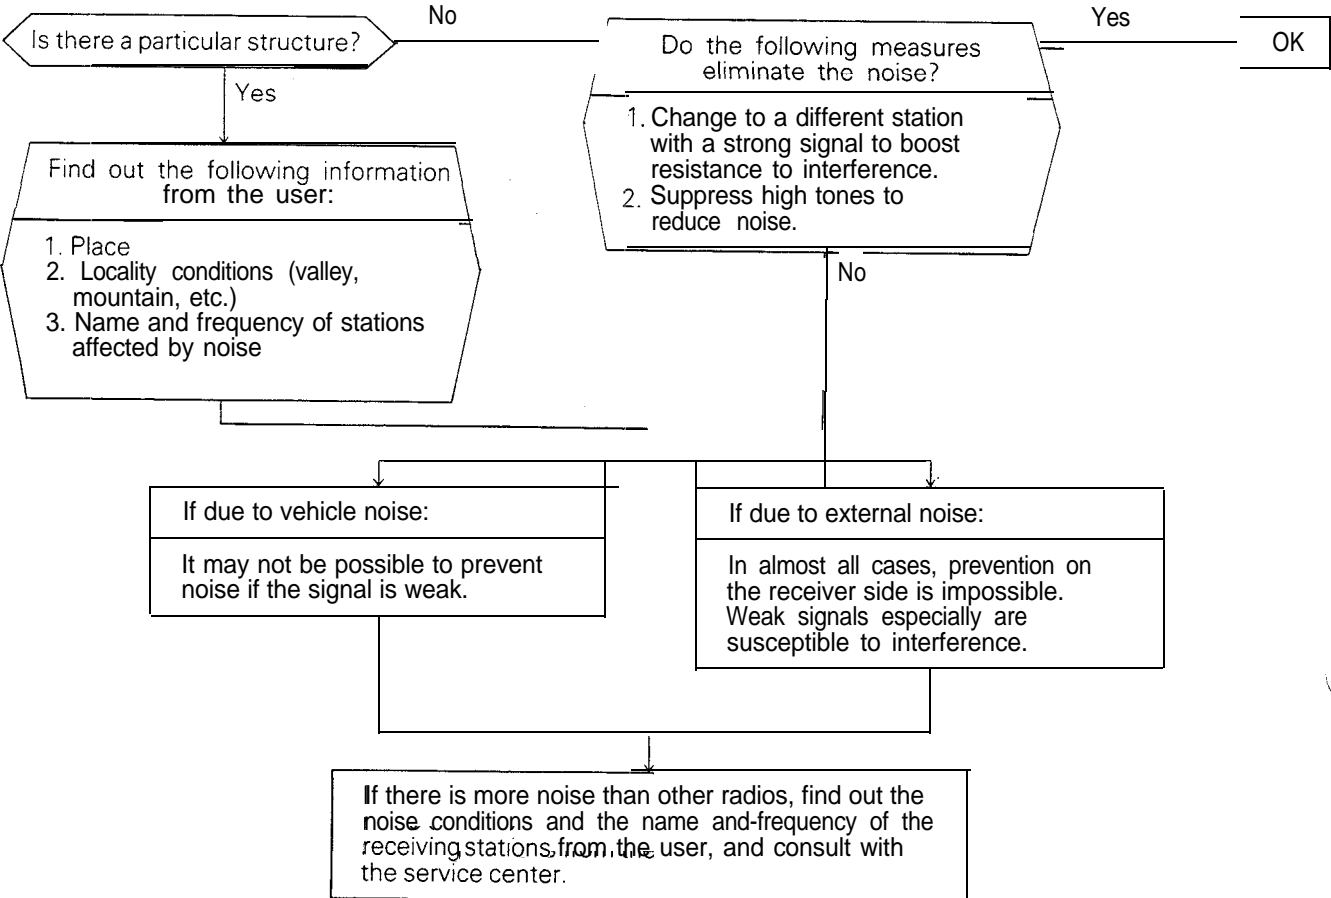 Is there a particular structure?
No
Yes
Do the following measures
eliminate the noise?
1. Change to a different station
with a strong signal to boost
resistance to interference.
2. Suppress high tones to
reduce noise.
Yes
OK
No
Find out the following information
from the user:
1. Place
2. Locality conditions (valley,
mountain, etc.)
3. Name and frequency of stations
affected by noise
If due to vehicle noise:
It may not be possible to prevent
noise if the signal is weak.
If due to external noise:
In almost all cases, prevention on
the receiver side is impossible.
Weak signals especially are
susceptible to interference.
If there is more noise than other radios, find out the
noise conditions and the name and-frequency of the
receiving stations from the user, and consult with
the service center.